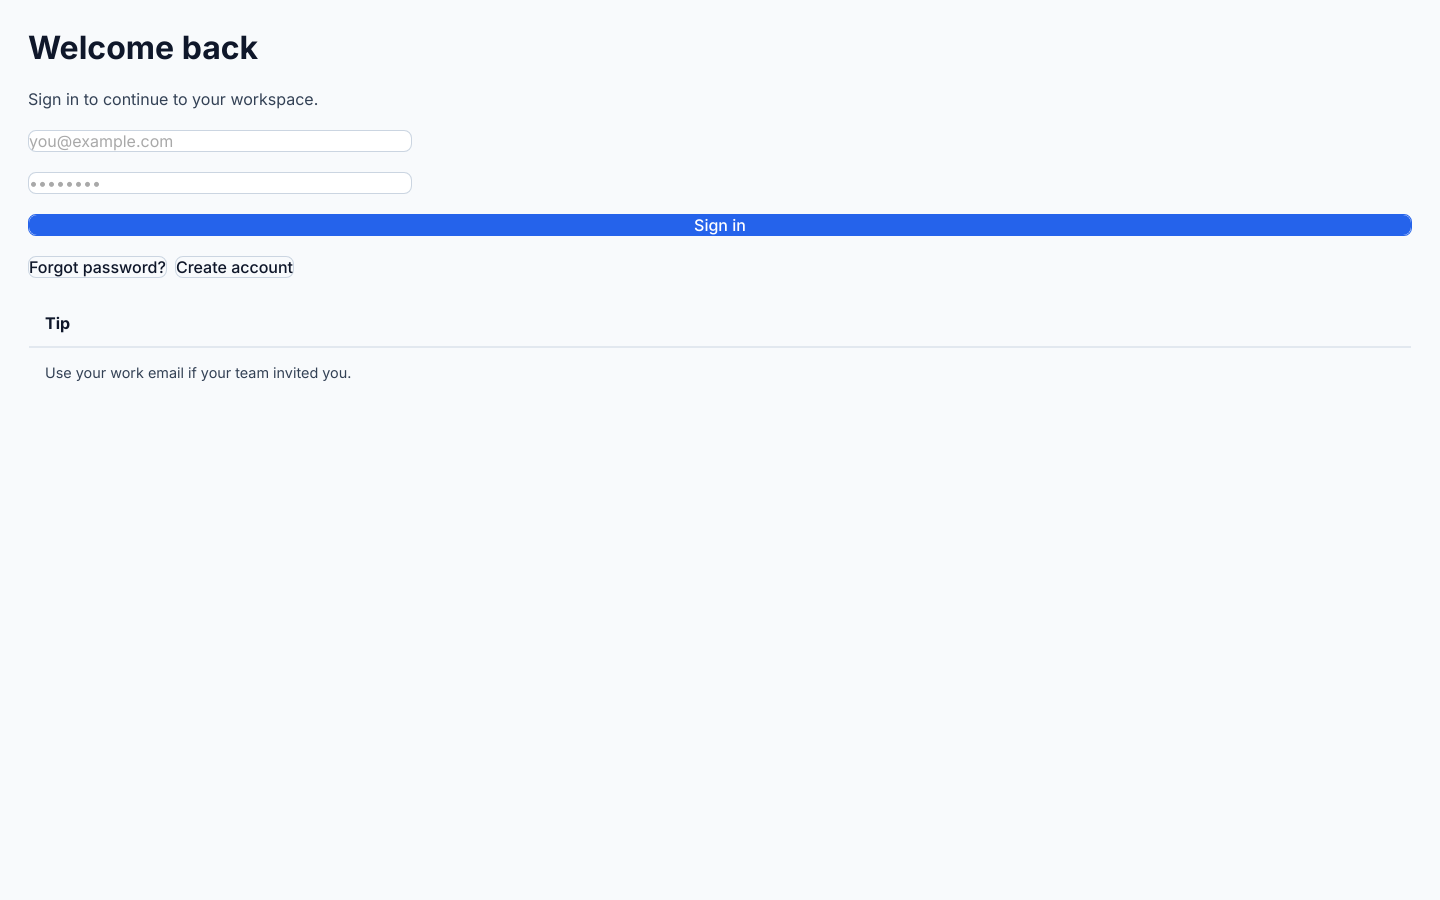 Welcome back
Sign in to continue to your workspace.
you@example.com
••••••••
Sign in
Forgot password? Create account
Tip
Use your work email if your team invited you.